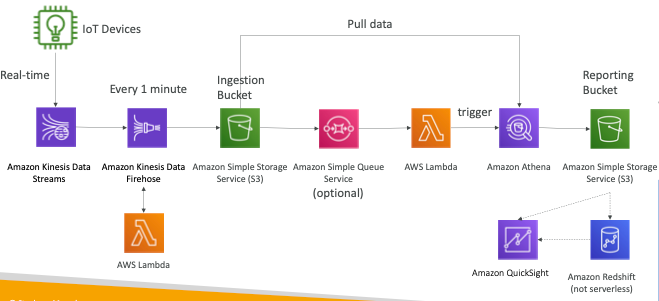 IoT Devices
Pull data
Real-time
Every 1 minute
Ingestion
Bucket
Reporting
Bucket
trigger
Amazon Kinesis Data
Streams
Amazon Kinesis Data
Firehose
Amazon Simple Storage
Service (S3)
Amazon Simple Queue
Service
(optional)
AWS Lambda
Amazon Athena
Amazon Simple Storage
Service (S3)
AWS Lambda
Amazon QuickSight
Amazon Redshift
(not serverless)